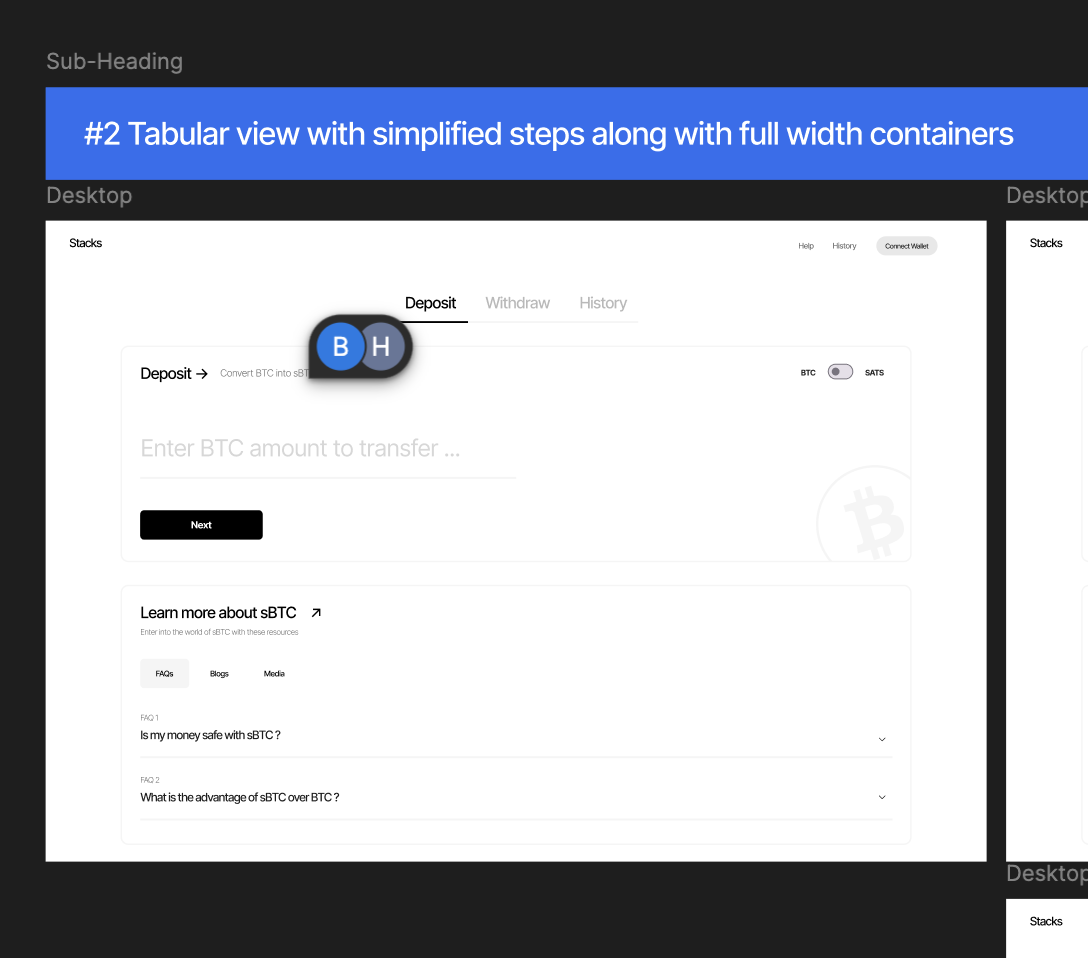 Sub-Heading
#2 Tabular view with simplified steps along with full width containers
Desktop
Stacks
Help History Connect Wallet
Deposit Withdraw History
B H
Deposit → Convert BTC into sBT
BTC SATS
Enter BTC amount to transfer ...
Next
Learn more about sBTC
Enter into the world of sBTC with these resources
FAQs Blogs Media
FAQ 1
Is my money safe with sBTC ?
FAQ 2
What is the advantage of sBTC over BTC ?
Desktop
Stacks
Desktop
Stacks